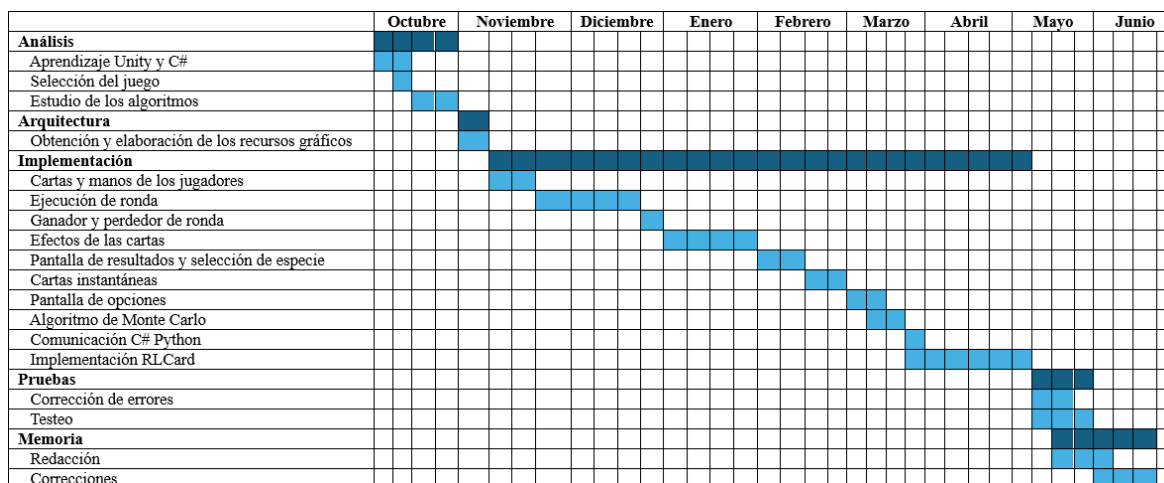 Octubre Noviembre Diciembre Enero Febrero Marzo Abril Mayo Junio
Análisis
Aprendizaje Unity y C#
Selección del juego
Estudio de los algoritmos
Arquitectura
Obtención y elaboración de los recursos gráficos
Implementación
Cartas y manos de los jugadores
Ejecución de ronda
Ganador y perdedor de ronda
Efectos de las cartas
Pantalla de resultados y selección de especie
Cartas instantáneas
Pantalla de opciones
Algoritmo de Monte Carlo
Comunicación C# Python
Implementación RLCard
Pruebas
Corrección de errores
Testeo
Memoria
Redacción
Correcciones